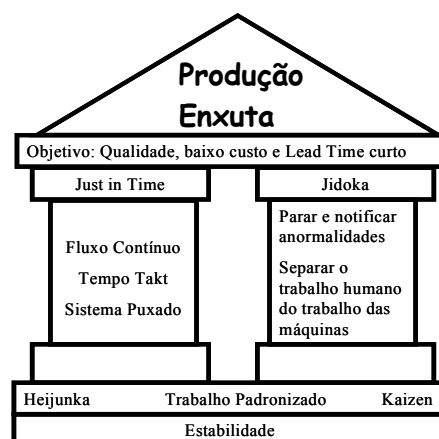 Produção
Enxuta
Objetivo: Qualidade, baixo custo e Lead Time curto
Just in Time
Jidoka
Fluxo Contínuo
Tempo Takt
Sistema Puxado
Parar e notificar
anormalidades
Separar o
trabalho humano
do trabalho das
máquinas
Heijunka Trabalho Padronizado Kaizen
Estabilidade